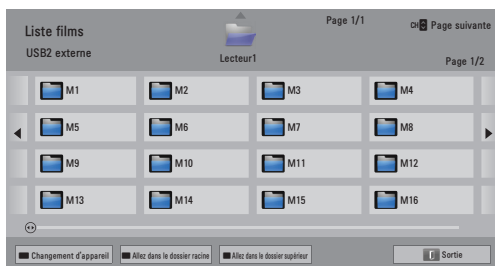 Liste films
Page 1/1
CH Page suivante
USB2 externe
Lecteur1
Page 1/2
M1 M2 M3 M4
M5 M6 M7 M8
M9 M10 M11 M12
M13 M14 M15 M16
Changement d'appareil
Allez dans le dossier racine
Allez dans le dossier supérieur
Sortie